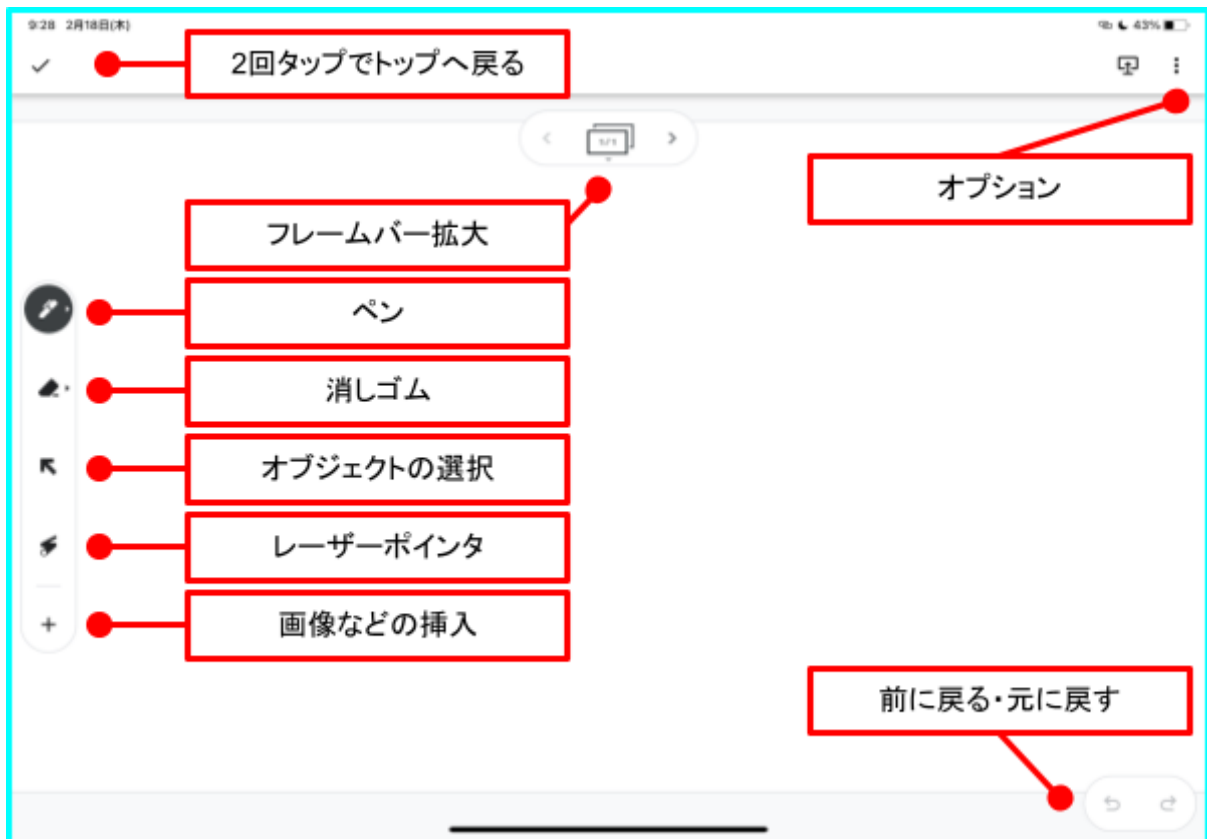 9:28 2月18日(木)
43%
2回タップでトップへ戻る
1/1
オプション
フレームバー拡大
ペン
消しゴム
オブジェクトの選択
レーザーポインタ
画像などの挿入
前に戻る・元に戻す